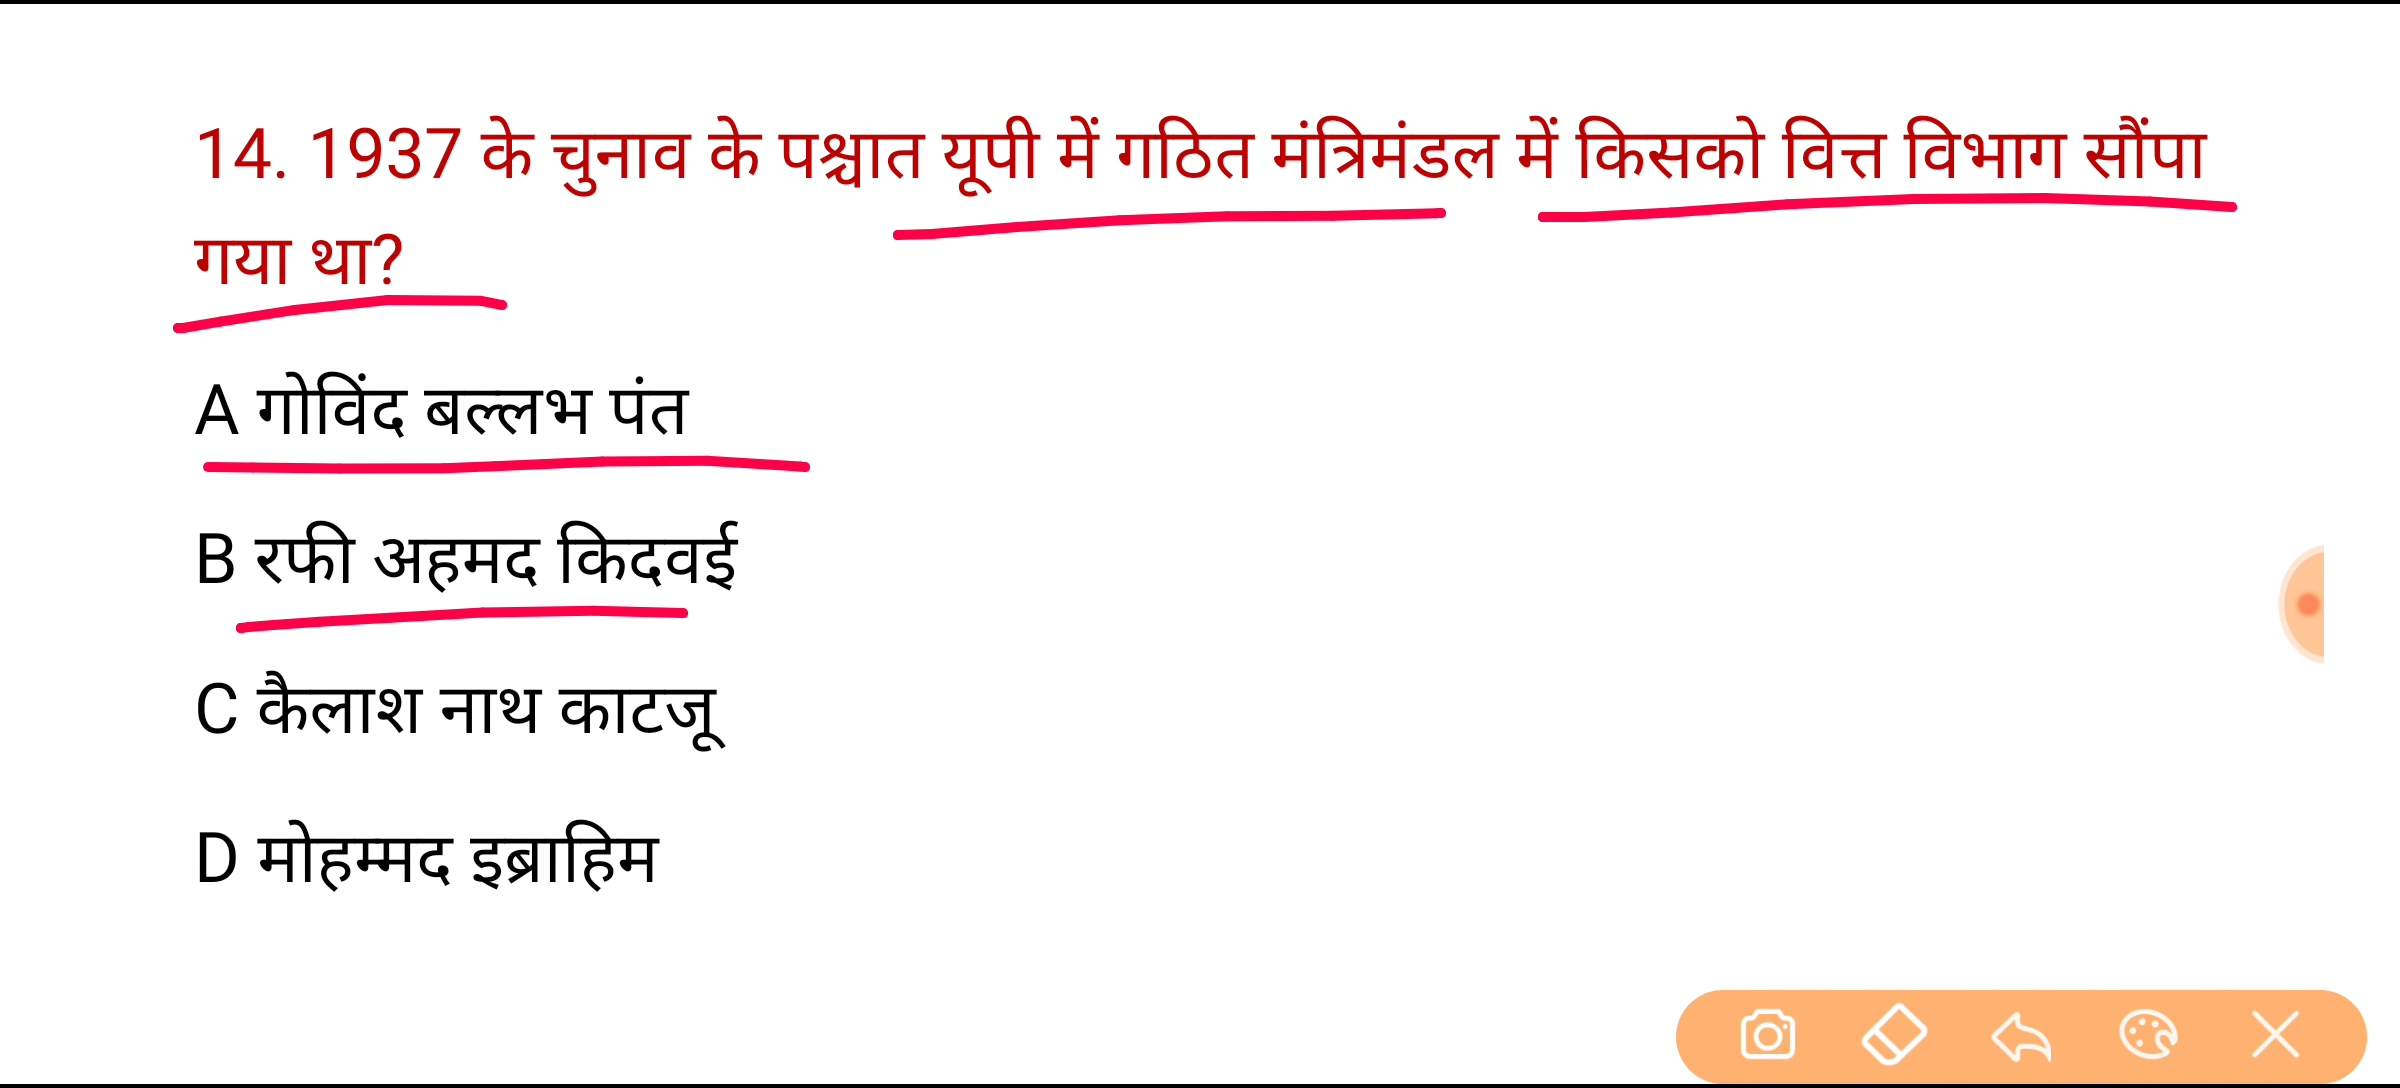 14. 1937 के चुनाव के पश्चात यूपी में गठित मंत्रिमंडल में किसको वित्त विभाग सौंपा
गया था?
A गोविंद बल्लभ पंत
B रफी अहमद किदवई
C कैलाश नाथ काटजू
D मोहम्मद इब्राहिम